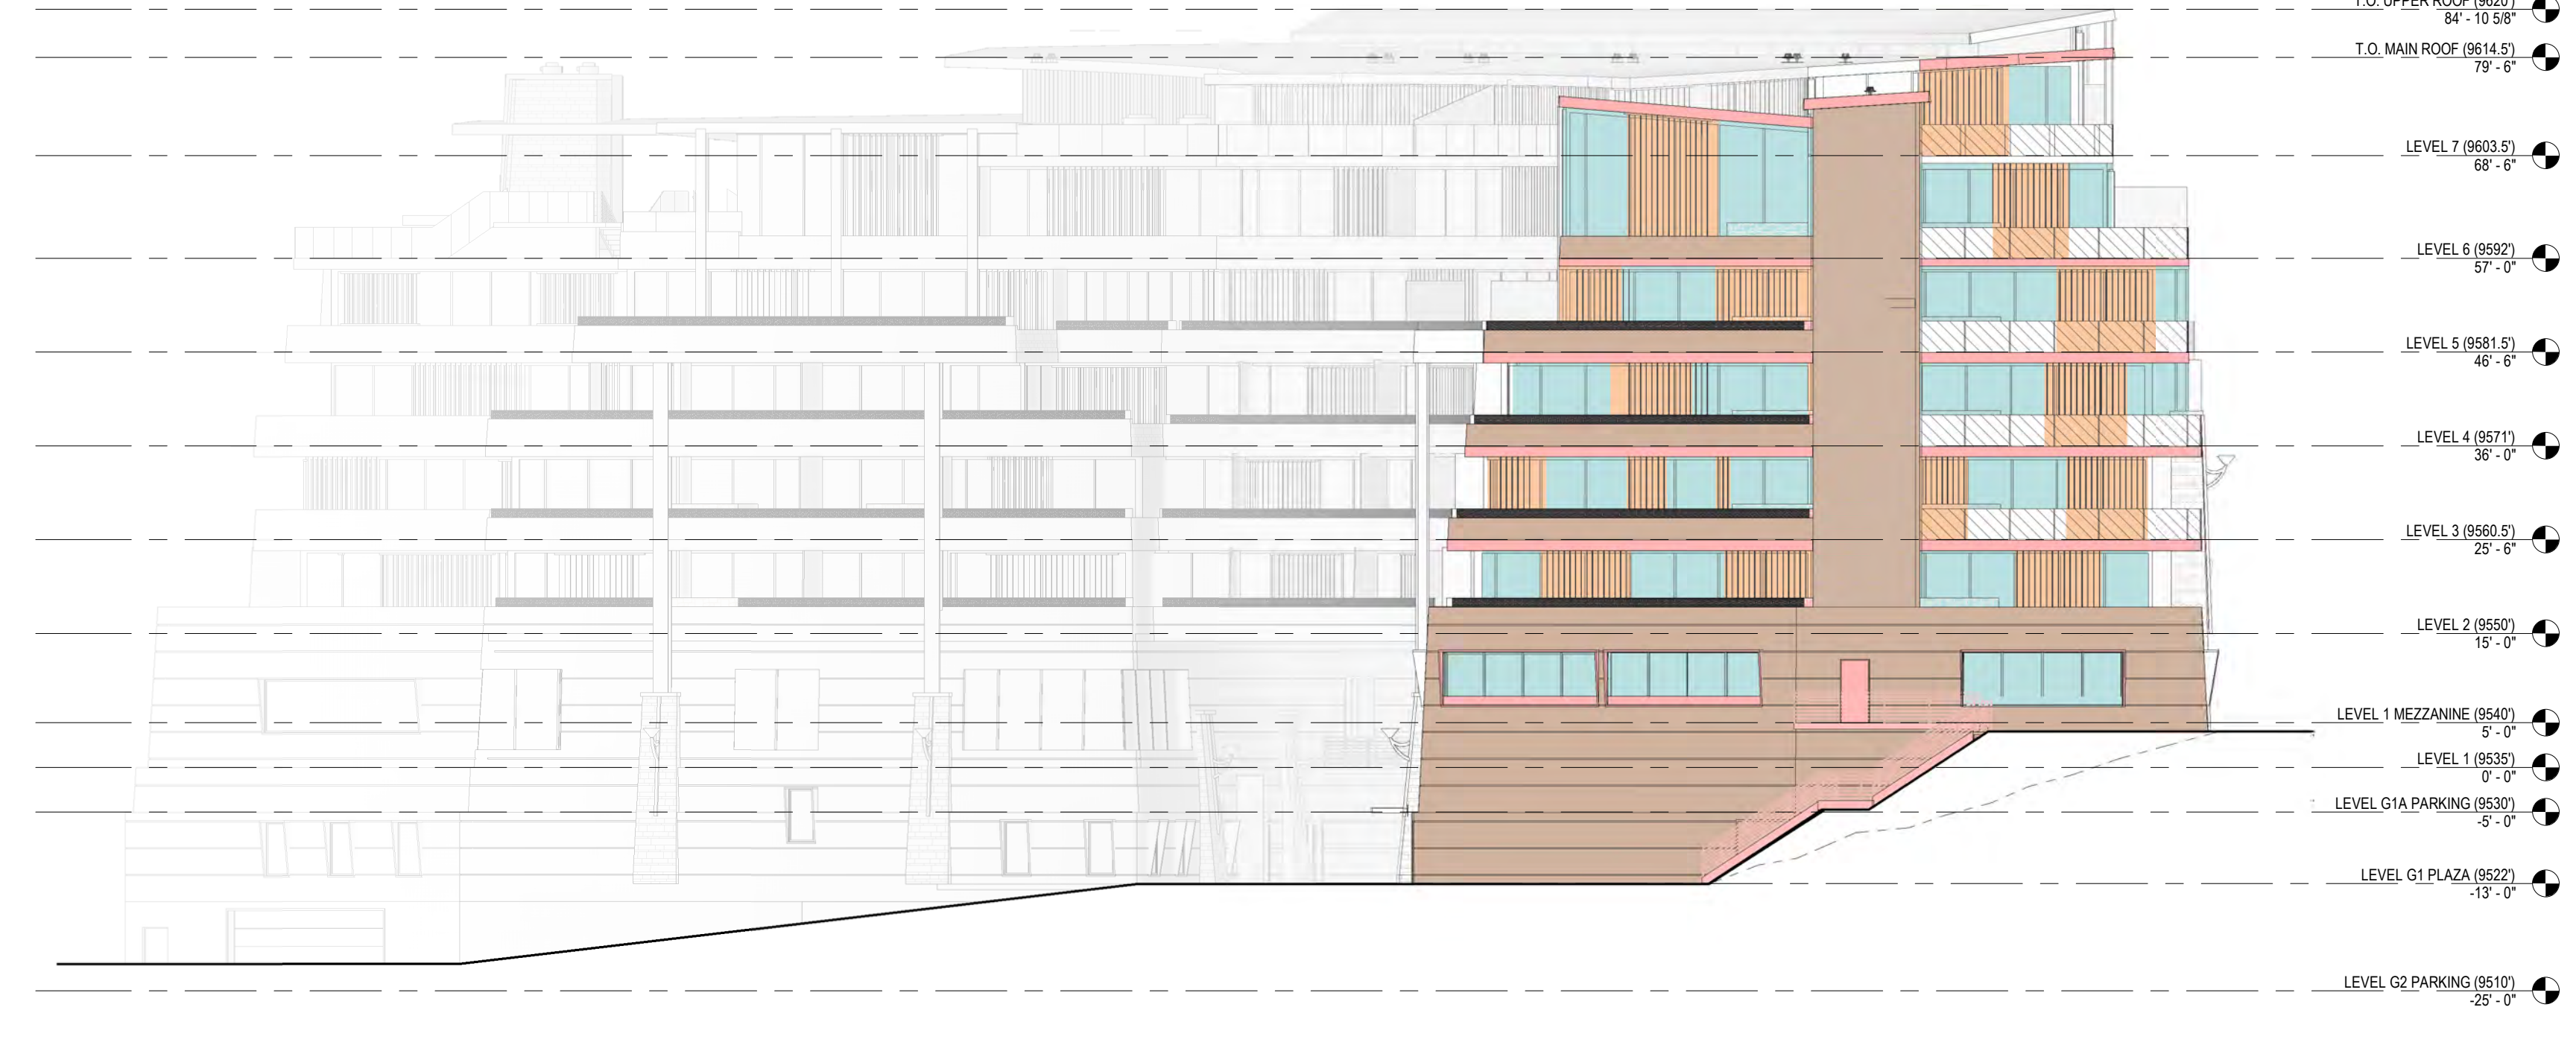 T.O. UPPER ROOF (9620')
84' - 10 5/8"
T.O. MAIN ROOF (9614.5')
79' - 6"
LEVEL 7 (9603.5')
68' - 6"
LEVEL 6 (9592')
57' - 0"
LEVEL 5 (9581.5')
46' - 6"
LEVEL 4 (9571')
36' - 0"
LEVEL 3 (9560.5')
25' - 6"
LEVEL 2 (9550')
15' - 0"
LEVEL 1 MEZZANINE (9540')
5' - 0"
LEVEL 1 (9535')
0' - 0"
LEVEL G1A PARKING (9530')
-5' - 0"
LEVEL G1 PLAZA (9522')
-13' - 0"
LEVEL G2 PARKING (9510')
-25' - 0"